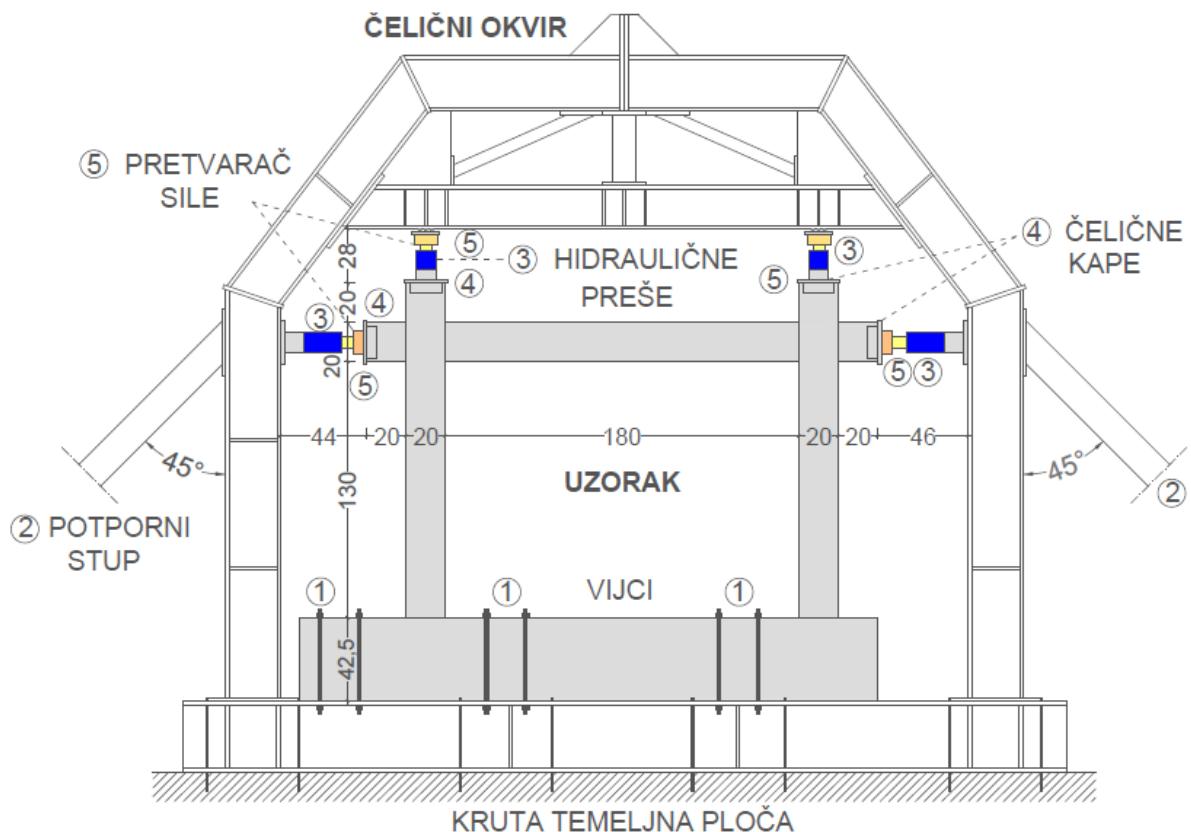 ČELIČNI OKVIR
⑤ PRETVARAČ
SILE
④ ČELIČNE
KAPE
⑤
③
③ HIDRAULIČNE
PREŠE
28
④
⑤
20
④
③
20
⑤
⑤ ③
44 20 20 180 20 20 46
45°
45°
130
UZORAK
② POTPORNI
STUP
②
① ① VIJCI ①
42,5
KRUTA TEMELJNA PLOČA